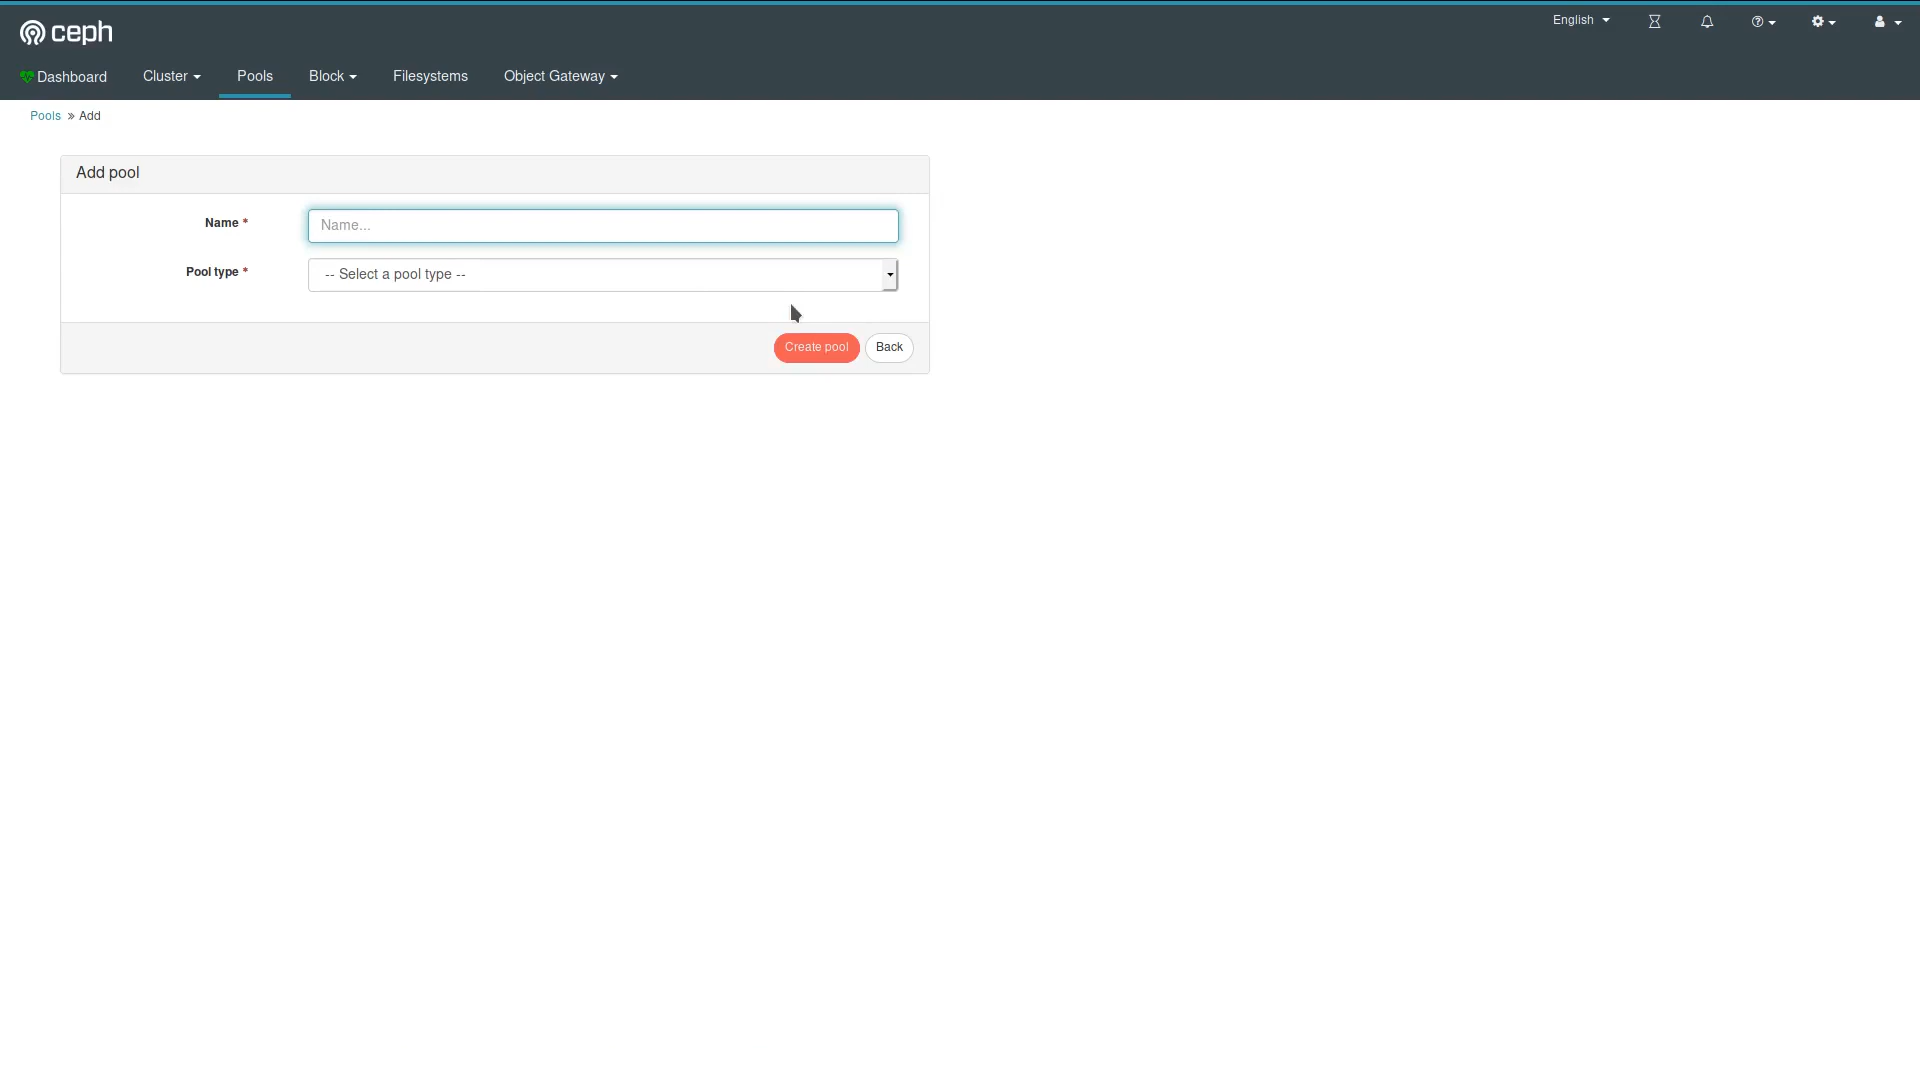 ceph
English
Dashboard Cluster Pools Block Filesystems Object Gateway
Pools » Add
Add pool
Name *
Name...
Pool type *
-- Select a pool type --
Create pool Back